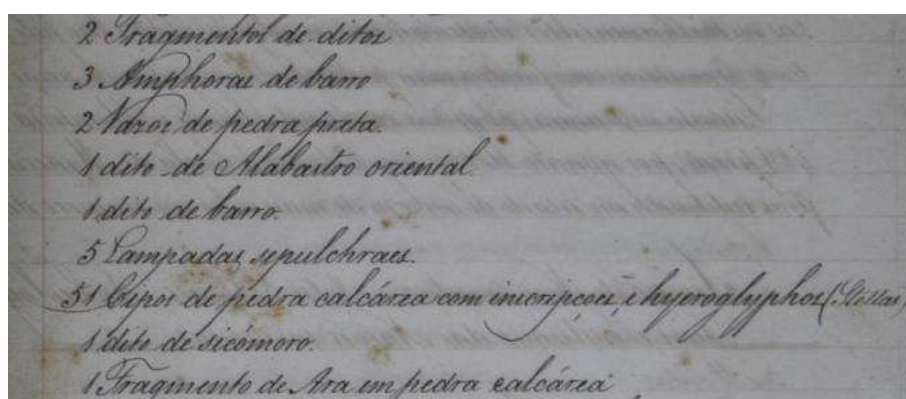 2 Fragmentos de ditos
3 Amphoras de barro
2 Vazos de pedra preta.
1 dito de Alabastro oriental.
1 dito de barro.
5 Lampadas sepulchraes.
51 Cipos de pedra calcárea com inscripções, e hyeroglyphos (Stellas)
1 dito de sicómoro.
1 Fragmento de Ara em pedra calcárea